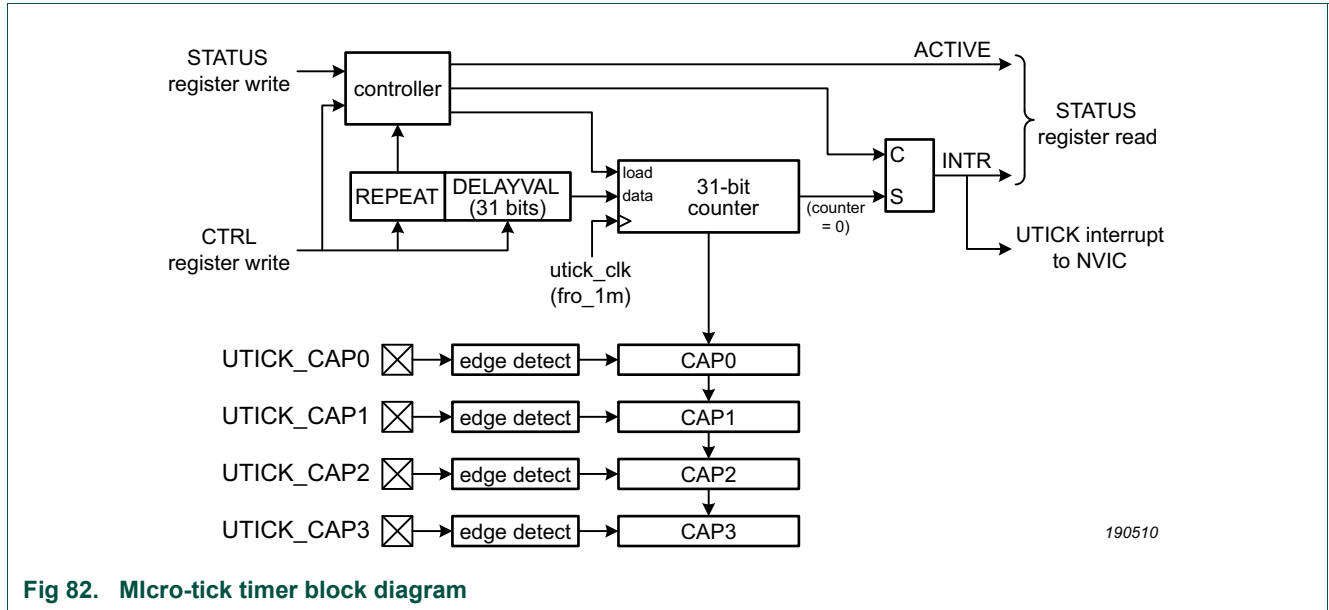 STATUS
register write
controller
ACTIVE
STATUS
register read
C
S
INTR
REPEAT
DELAYVAL
(31 bits)
load
data
31-bit
counter
(counter
= 0)
CTRL
register write
utick_clk
(fro_1m)
UTICK interrupt
to NVIC
UTICK_CAP0
edge detect
CAP0
UTICK_CAP1
edge detect
CAP1
UTICK_CAP2
edge detect
CAP2
UTICK_CAP3
edge detect
CAP3
190510
Fig 82. MIcro-tick timer block diagram